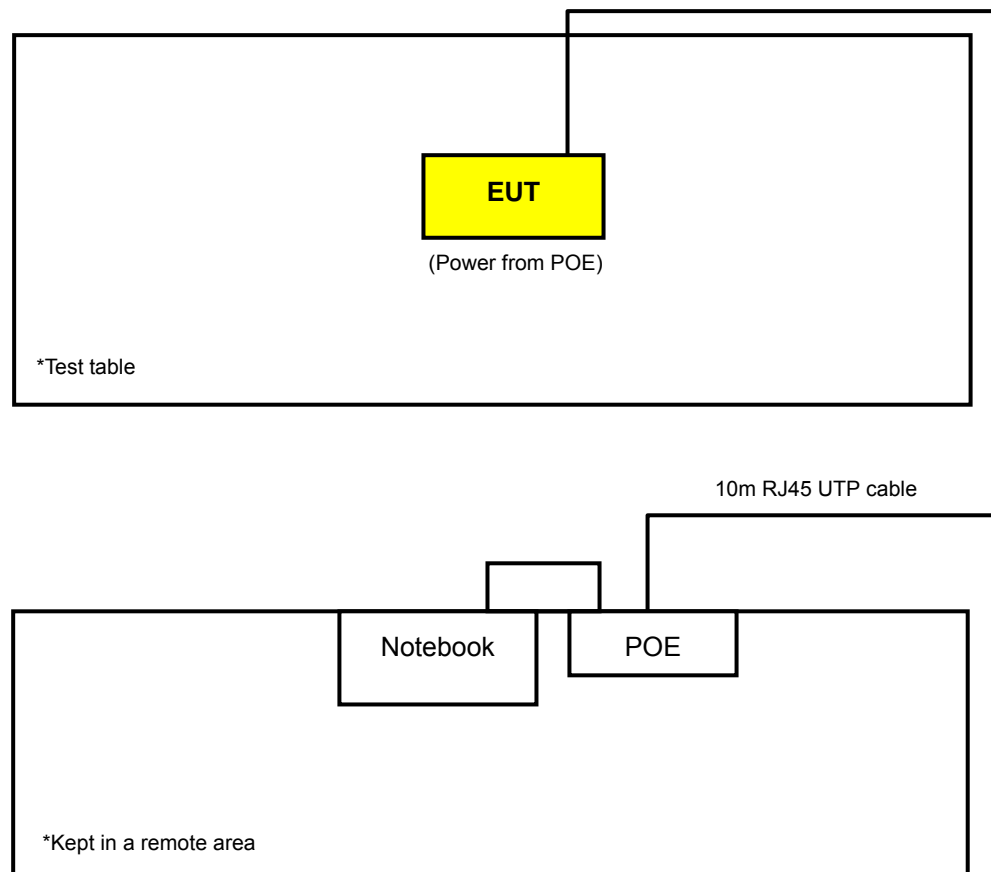 EUT
(Power from POE)
*Test table
10m RJ45 UTP cable
Notebook
POE
*Kept in a remote area